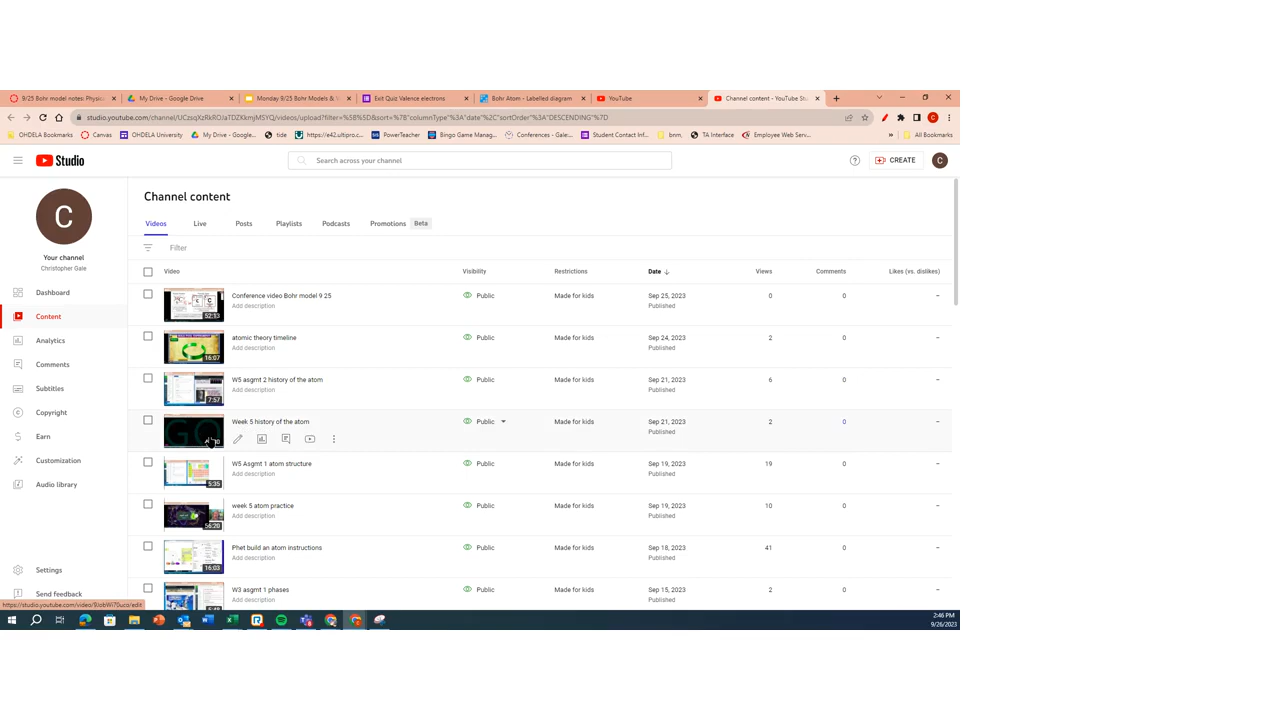 9/25 Bohr model notes: Physic
My Drive - Google Drive
Monday 9/25 Bohr Models & V
Exit Quiz Valence electrons
Bohr Atom - Labelled diagram
YouTube
Channel content - YouTube Stu
OHDELA Bookmarks
Canvas
OHDELA University
My Drive - Google...
tide
https://e42.ultipro.c...
PowerTeacher
Bingo Game Manag...
Conferences - Gale:...
Student Contact Inf...
bnm,
TA Interface
Employee Web Serv...
»
All Bookmarks
Studio
Search across your channel
CREATE
C
C
Your channel
Christopher Gale
Dashboard
Content
Analytics
Comments
Subtitles
Copyright
Earn
Customization
Audio library
Settings
Send feedback
Channel content
Videos Live Posts Playlists Podcasts Promotions Beta
Filter
Video Visibility Restrictions Date Views Comments Likes (vs. dislikes)
52:13 Conference video Bohr model 9 25 Public Made for kids Sep 25, 2023 0 0 –
Add description Published
16:07 atomic theory timeline Public Made for kids Sep 24, 2023 2 0 –
Add description Published
7:57 W5 asgmt 2 history of the atom Public Made for kids Sep 21, 2023 6 0 –
Add description Published
GO Week 5 history of the atom Public Made for kids Sep 21, 2023 2 0 –
Published
5:35 W5 Asgmt 1 atom structure Public Made for kids Sep 19, 2023 19 0 –
Add description Published
56:20 week 5 atom practice Public Made for kids Sep 19, 2023 10 0 –
Add description Published
16:03 Phet build an atom instructions Public Made for kids Sep 18, 2023 41 0 –
Add description Published
W3 asgmt 1 phases Public Made for kids Sep 15, 2023 2 0 –
Add description Published
2:46 PM
9/26/2023